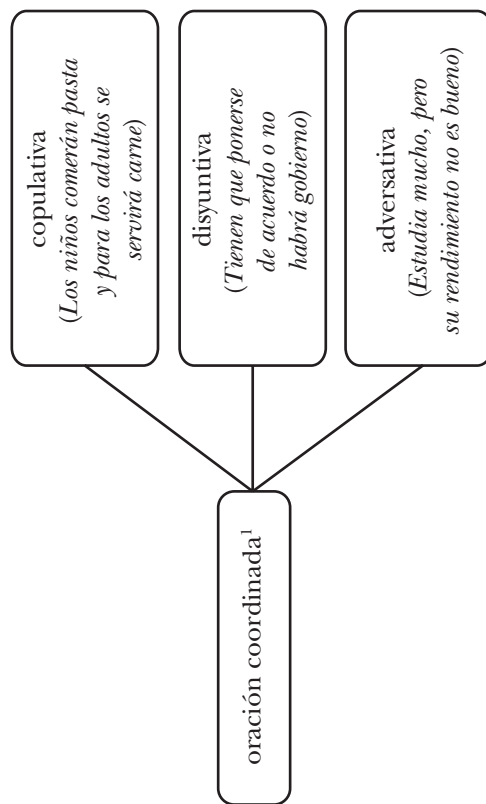 oración coordinada¹
copulativa
(Los niños comerán pasta
y para los adultos se
servirá carne)
disyuntiva
(Tienen que ponerse
de acuerdo o no
habrá gobierno)
adversativa
(Estudia mucho, pero
su rendimiento no es bueno)